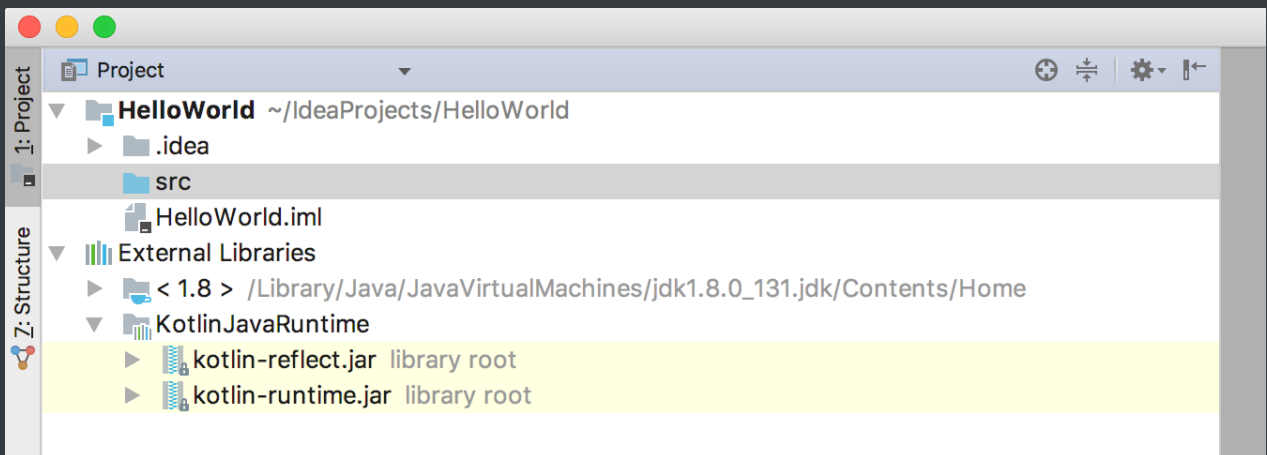 Project
1: Project
HelloWorld ~/IdeaProjects/HelloWorld
.idea
src
HelloWorld.iml
7: Structure
External Libraries
< 1.8 > /Library/Java/JavaVirtualMachines/jdk1.8.0_131.jdk/Contents/Home
KotlinJavaRuntime
kotlin-reflect.jar library root
kotlin-runtime.jar library root